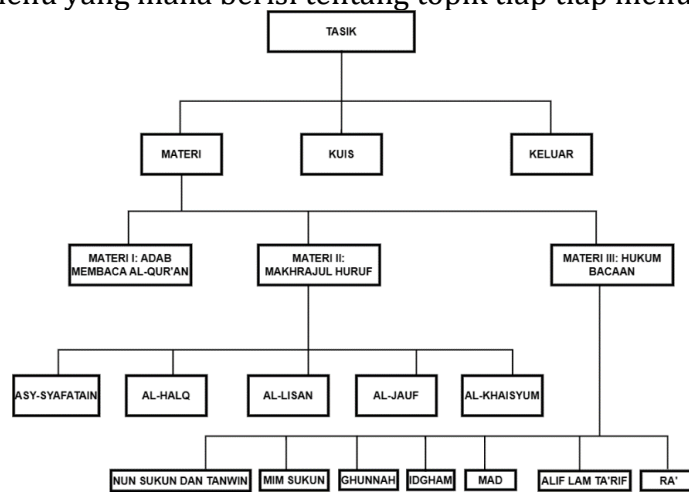 menu yang mana berisi tentang topik tiap tiap menu
TASIK
MATERI
KUIS
KELUAR
MATERI I: ADAB
MEMBACA AL-QUR'AN
MATERI II:
MAKHRAJUL HURUF
MATERI III: HUKUM
BACAAN
ASY-SYAFATAIN
AL-HALQ
AL-LISAN
AL-JAUF
AL-KHAISYUM
NUN SUKUN DAN TANWIN
MIM SUKUN
GHUNNAH
IDGHAM
MAD
ALIF LAM TA'RIF
RA'